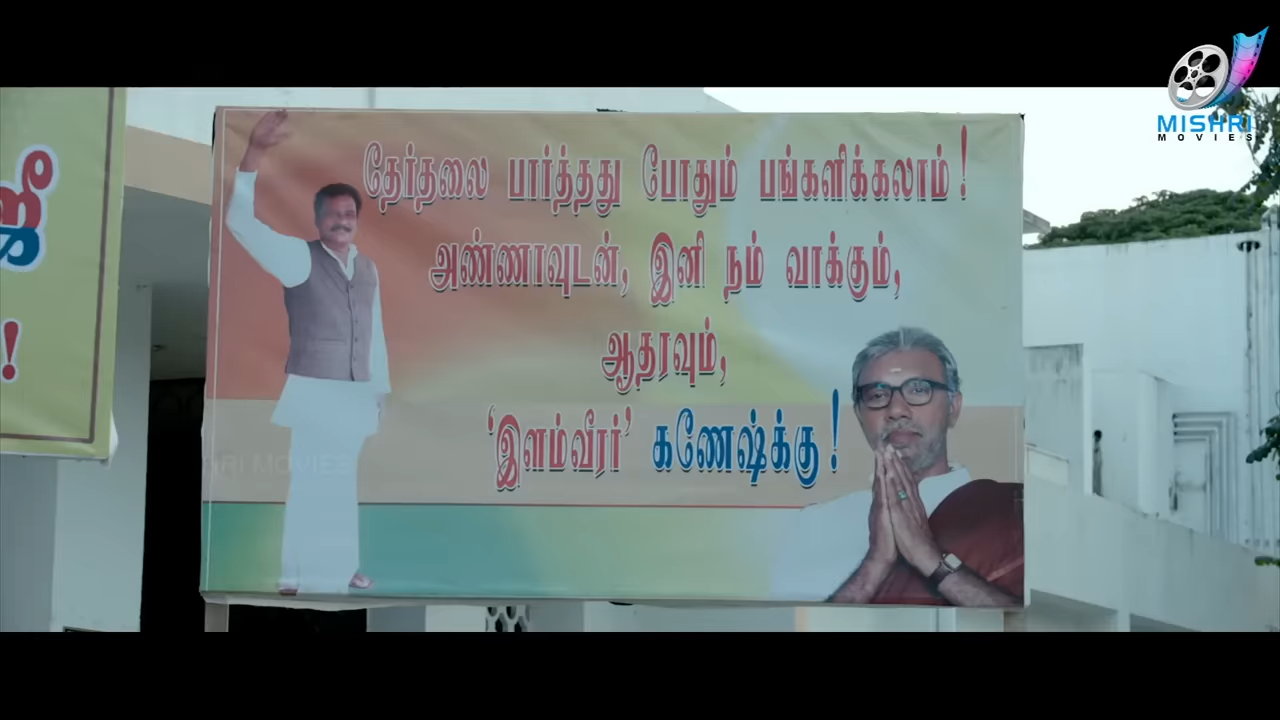 MISHRI
MOVIES
ஜீ
!
தேர்தலை பார்த்தது போதும் பங்களிக்கலாம்!
அண்ணாவுடன், இனி நம் வாக்கும்,
ஆதரவும்,
'இளம்வீரர்' கணேஷ்க்கு!